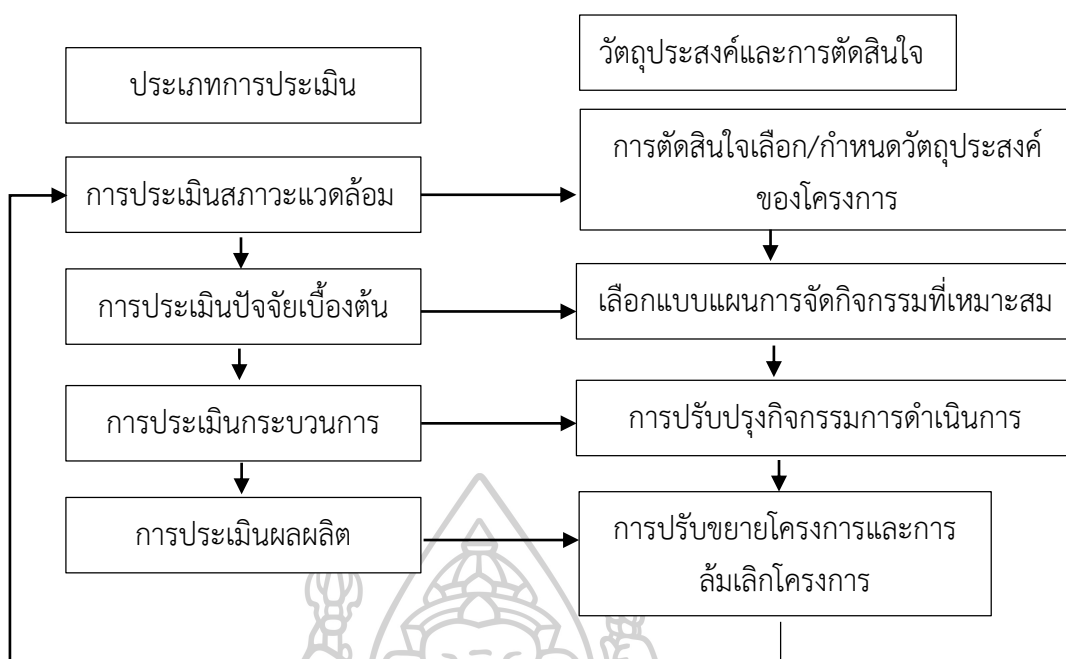 ประเภทการประเมิน
วัตถุประสงค์และการตัดสินใจ
การประเมินสภาวะแวดล้อม
การตัดสินใจเลือก/กำหนดวัตถุประสงค์
ของโครงการ
การประเมินปัจจัยเบื้องต้น
เลือกแบบแผนการจัดกิจกรรมที่เหมาะสม
การประเมินกระบวนการ
การปรับปรุงกิจกรรมการดำเนินการ
การประเมินผลผลิต
การปรับขยายโครงการและการ
ล้มเลิกโครงการ